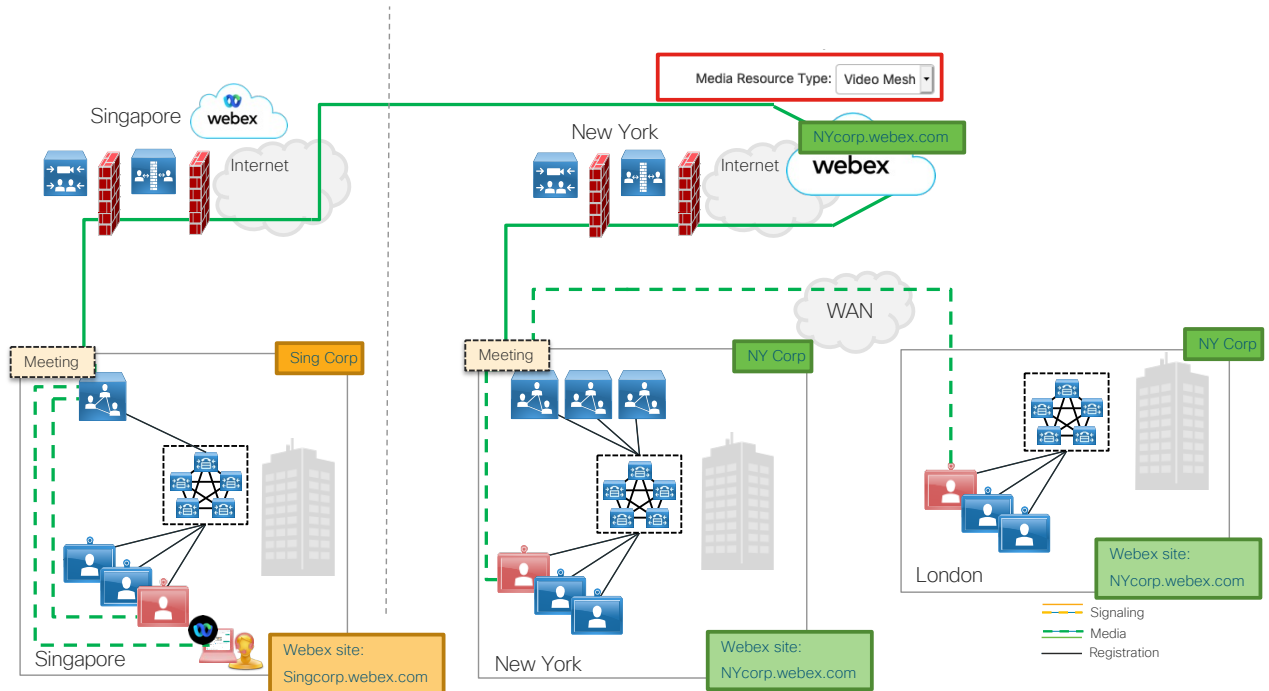 Media Resource Type: Video Mesh
Singapore
webex
New York
NYcorp.webex.com
Internet
Internet
webex
WAN
Meeting
Sing Corp
Meeting
NY Corp
NY Corp
Webex site:
NYcorp.webex.com
London
Signaling
Media
Registration
Singapore
Webex site:
Singcorp.webex.com
New York
Webex site:
NYcorp.webex.com